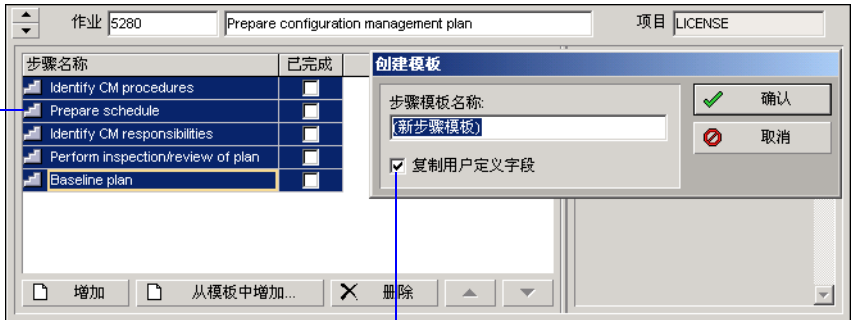 作业 5280 Prepare configuration management plan 项目 LICENSE
步骤名称 已完成
Identify CM procedures
Prepare schedule
Identify CM responsibilities
Perform inspection/review of plan
Baseline plan
创建模板
步骤模板名称:
(新步骤模板)
复制用户定义字段
确认
取消
增加 从模板中增加... 删除